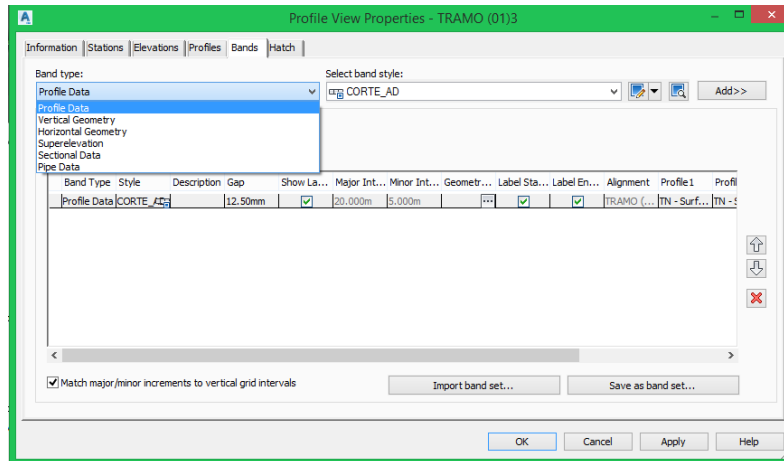 Profile View Properties - TRAMO (01)3
Information Stations Elevations Profiles Bands Hatch
Band type: Select band style:
Profile Data CORTE_AD Add>>
Profile Data
Vertical Geometry
Horizontal Geometry
Superelevation
Sectional Data
Pipe Data
Band Type Style Description Gap Show La... Major Int... Minor Int... Geometr... Label Sta... Label En... Alignment Profile1 Profil
Profile Data CORTE_ 12.50mm 20.000m 5.000m ... TRAMO (... TN - Surf... TN - S
Match major/minor increments to vertical grid intervals Import band set... Save as band set...
OK Cancel Apply Help